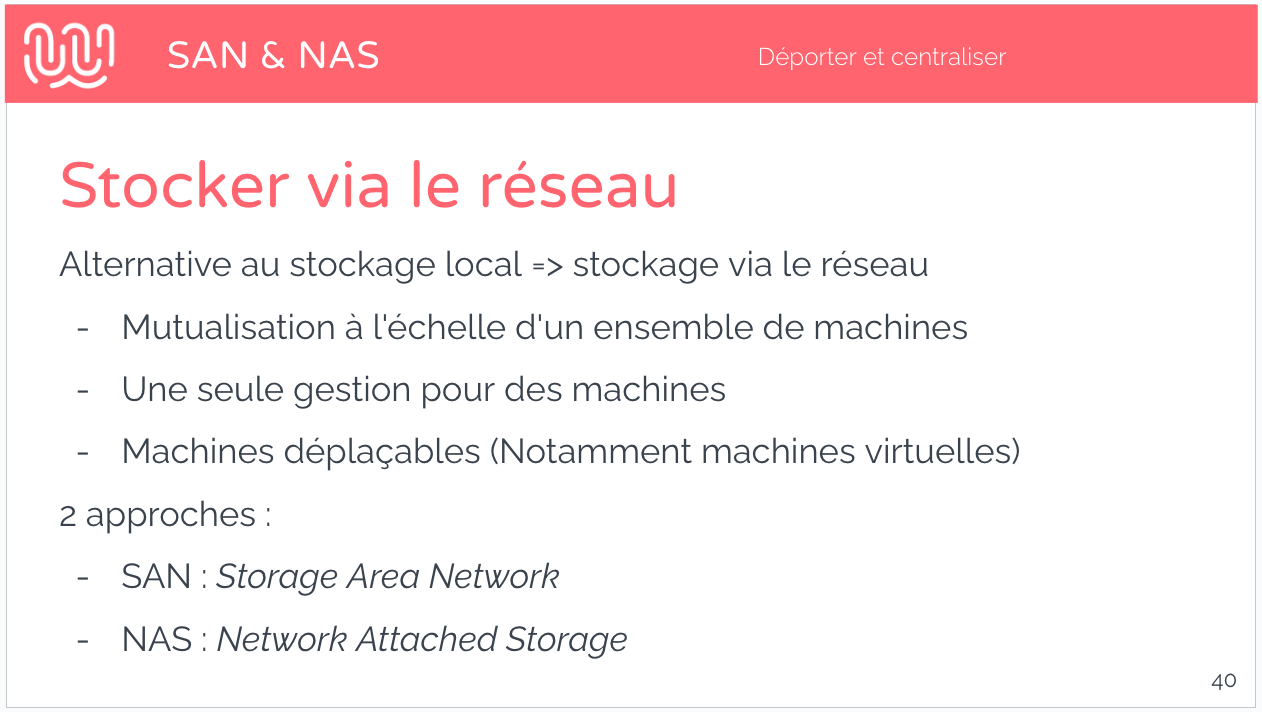 SAN & NAS
Déporter et centraliser
Stocker via le réseau
Alternative au stockage local => stockage via le réseau
- Mutualisation à l'échelle d'un ensemble de machines
- Une seule gestion pour des machines
- Machines déplaçables (Notamment machines virtuelles)
2 approches :
- SAN : Storage Area Network
- NAS : Network Attached Storage
40